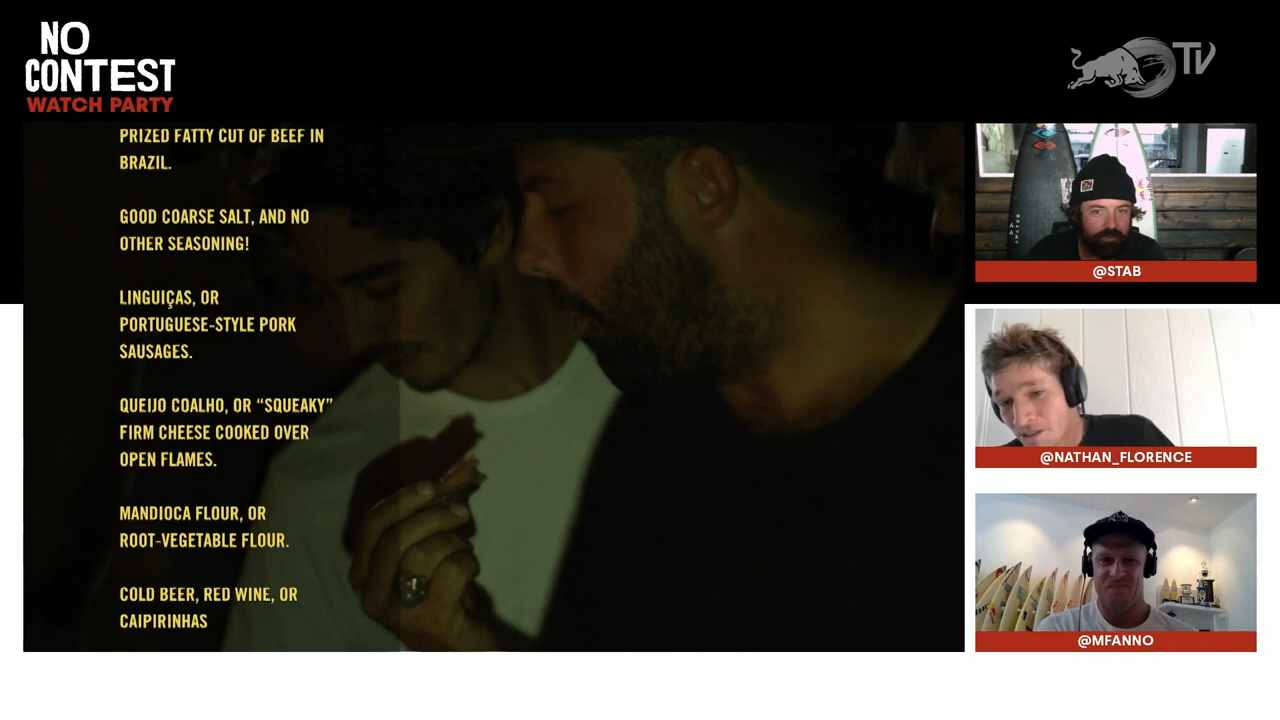 NO
CONTEST
WATCH PARTY
TV
PRIZED FATTY CUT OF BEEF IN
BRAZIL.
GOOD COARSE SALT, AND NO
OTHER SEASONING!
LINGUIÇAS, OR
PORTUGUESE-STYLE PORK
SAUSAGES.
QUEIJO COALHO, OR “SQUEAKY”
FIRM CHEESE COOKED OVER
OPEN FLAMES.
MANDIOCA FLOUR, OR
ROOT-VEGETABLE FLOUR.
COLD BEER, RED WINE, OR
CAIPIRINHAS
@STAB
@NATHAN_FLORENCE
@MFANNO